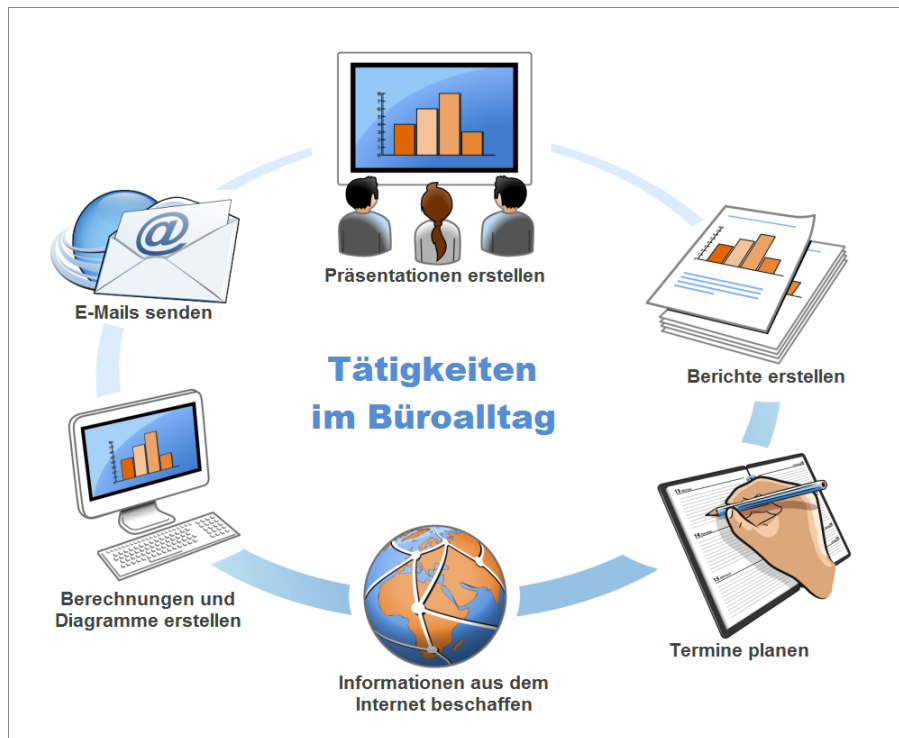 Präsentationen erstellen
E-Mails senden
Berichte erstellen
Tätigkeiten
im Büroalltag
Berechnungen und
Diagramme erstellen
Termine planen
Informationen aus dem
Internet beschaffen